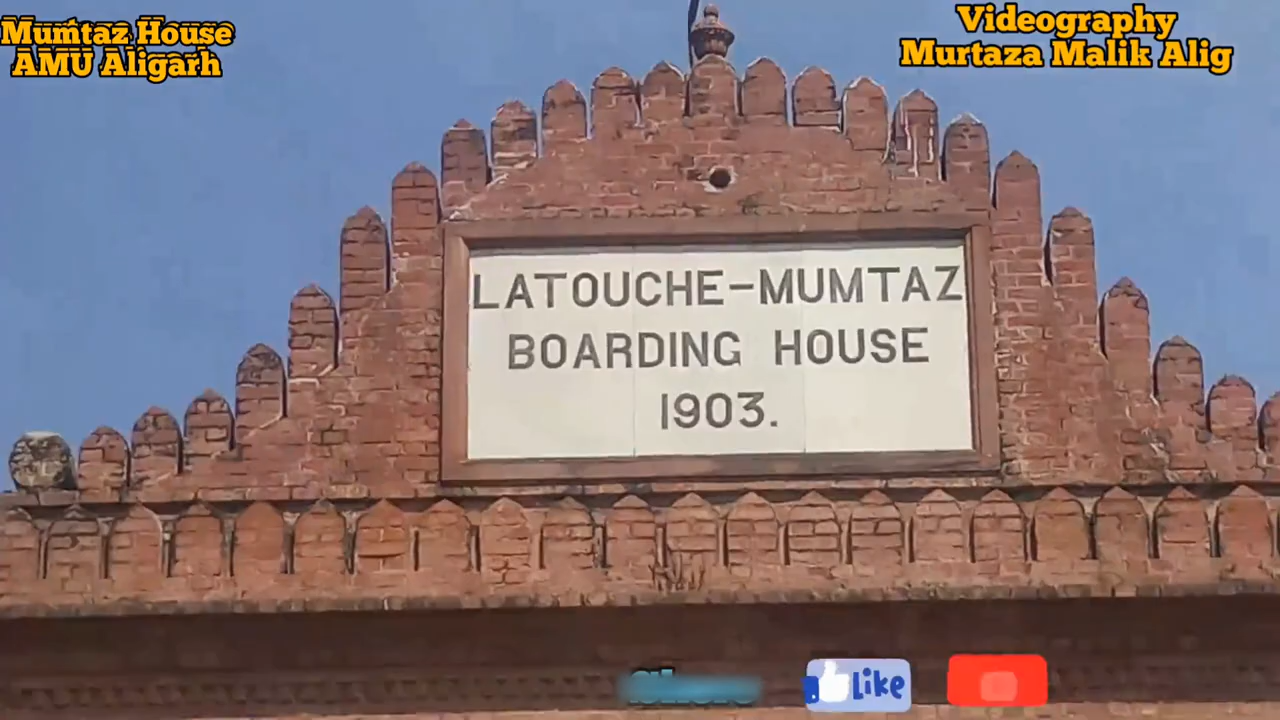 Mumtaz House
AMU Aligarh
Videography
Murtaza Malik Alig
LATOUCHE-MUMTAZ
BOARDING HOUSE
1903.
Like